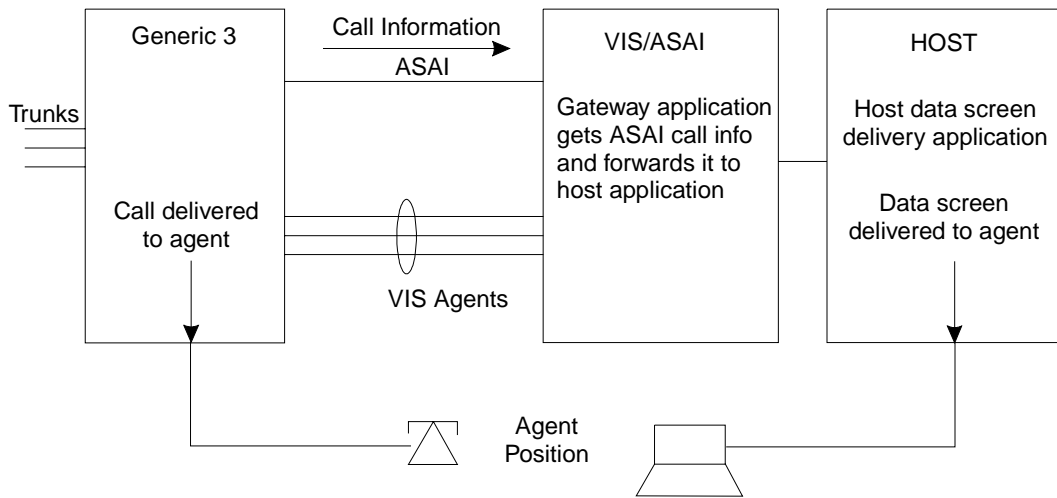 Generic 3
Call Information
ASAI
VIS/ASAI
HOST
Trunks
Gateway application
gets ASAI call info
and forwards it to
host application
Host data screen
delivery application
Call delivered
to agent
Data screen
delivered to agent
VIS Agents
Agent
Position